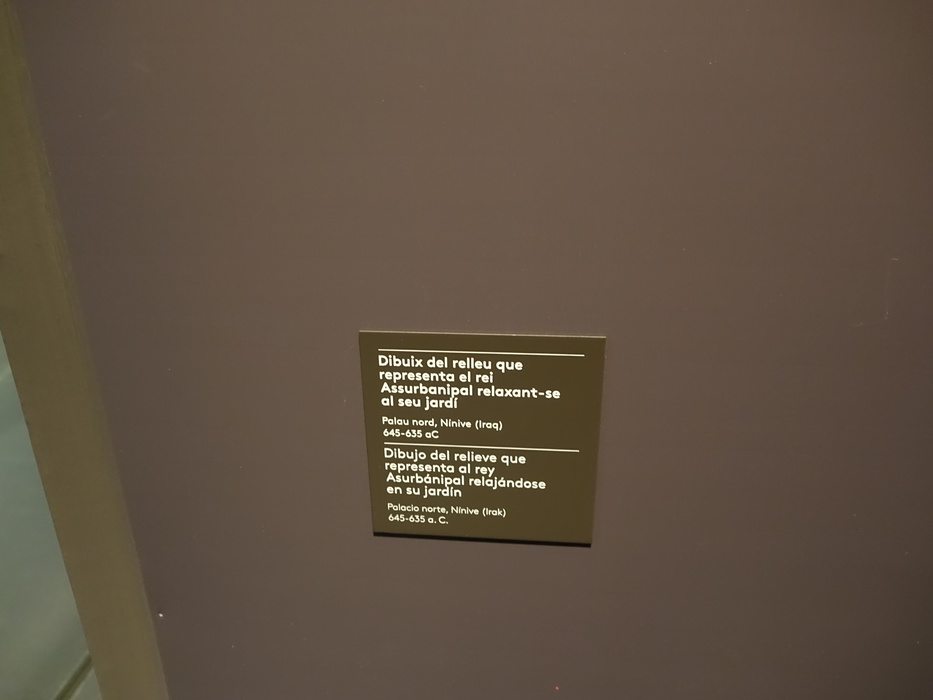 Dibuix del relleu que
representa el rei
Assurbanipal relaxant-se
al seu jardí
Palau nord, Nínive (Iraq)
645-635 aC
Dibujo del relieve que
representa al rey
Asurbánipal relajándose
en su jardín
Palacio norte, Nínive (Irak)
645-635 a. C.